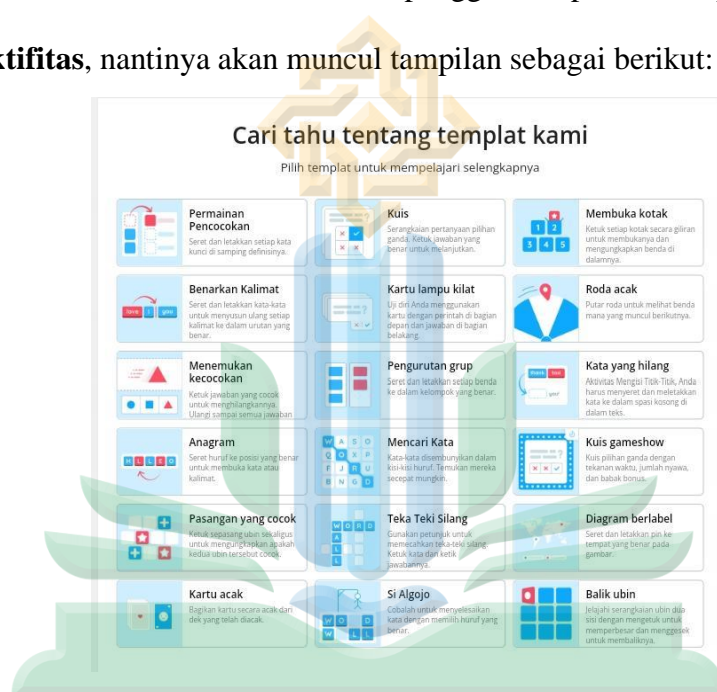 ktifitas, nantinya akan muncul tampilan sebagai berikut:
Cari tahu tentang templat kami
Pilih templat untuk mempelajari selengkapnya
Permainan
Pencocokan
Seret dan letakkan setiap kata
kunci di samping definisinya.
Kuis
Serangkaian pertanyaan pilihan
ganda. Ketuk jawaban yang
benar untuk melanjutkan.
Membuka kotak
Ketuk setiap kotak secara giliran
untuk membukanya dan
mengungkapkan benda di
dalamnya.
Benarkan Kalimat
Seret dan letakkan kata-kata
untuk menyusun ulang setiap
kalimat ke dalam urutan yang
benar.
love I you
Kartu lampu kilat
Uji diri Anda menggunakan
kartu dengan perintah di bagian
depan dan jawaban di bagian
belakang.
Roda acak
Putar roda untuk melihat benda
mana yang muncul berikutnya.
Menemukan
kecocokan
Ketuk jawaban yang cocok
untuk menghilangkannya.
Ulangi sampai semua jawaban
Pengurutan grup
Seret dan letakkan setiap benda
ke dalam kelompok yang benar.
Kata yang hilang
Aktivitas Mengisi Titik-Titik, Anda
harus menyeret dan meletakkan
kata ke dalam spasi kosong di
dalam teks.
Anagram
Seret huruf ke posisi yang benar
untuk membuka kata atau
kalimat.
H L L E O
Mencari Kata
Kata-kata disembunyikan dalam
kisi-kisi huruf. Temukan mereka
secepat mungkin.
W A S O
Q O X P
F J R U
B N G D
Kuis gameshow
Kuis pilihan ganda dengan
tekanan waktu, jumlah nyawa,
dan babak bonus.
Pasangan yang cocok
Ketuk sepasang ubin sekaligus
untuk mengungkapkan apakah
kedua ubin tersebut cocok.
Teka Teki Silang
Gunakan petunjuk untuk
memecahkan teka-teki silang.
Ketuk kata dan ketik
jawabannya.
W O R D
A
L
L
Diagram berlabel
Seret dan letakkan pin ke
tempat yang benar pada
gambar.
Kartu acak
Bagikan kartu secara acak dari
dek yang telah diacak.
Si Algojo
Cobalah untuk menyelesaikan
kata dengan memilih huruf yang
benar.
W O D
W L L
Balik ubin
Jelajahi serangkaian ubin dua
sisi dengan mengetuk untuk
memperbesar dan menggesek
untuk membaliknya.
1 2
3 4 5